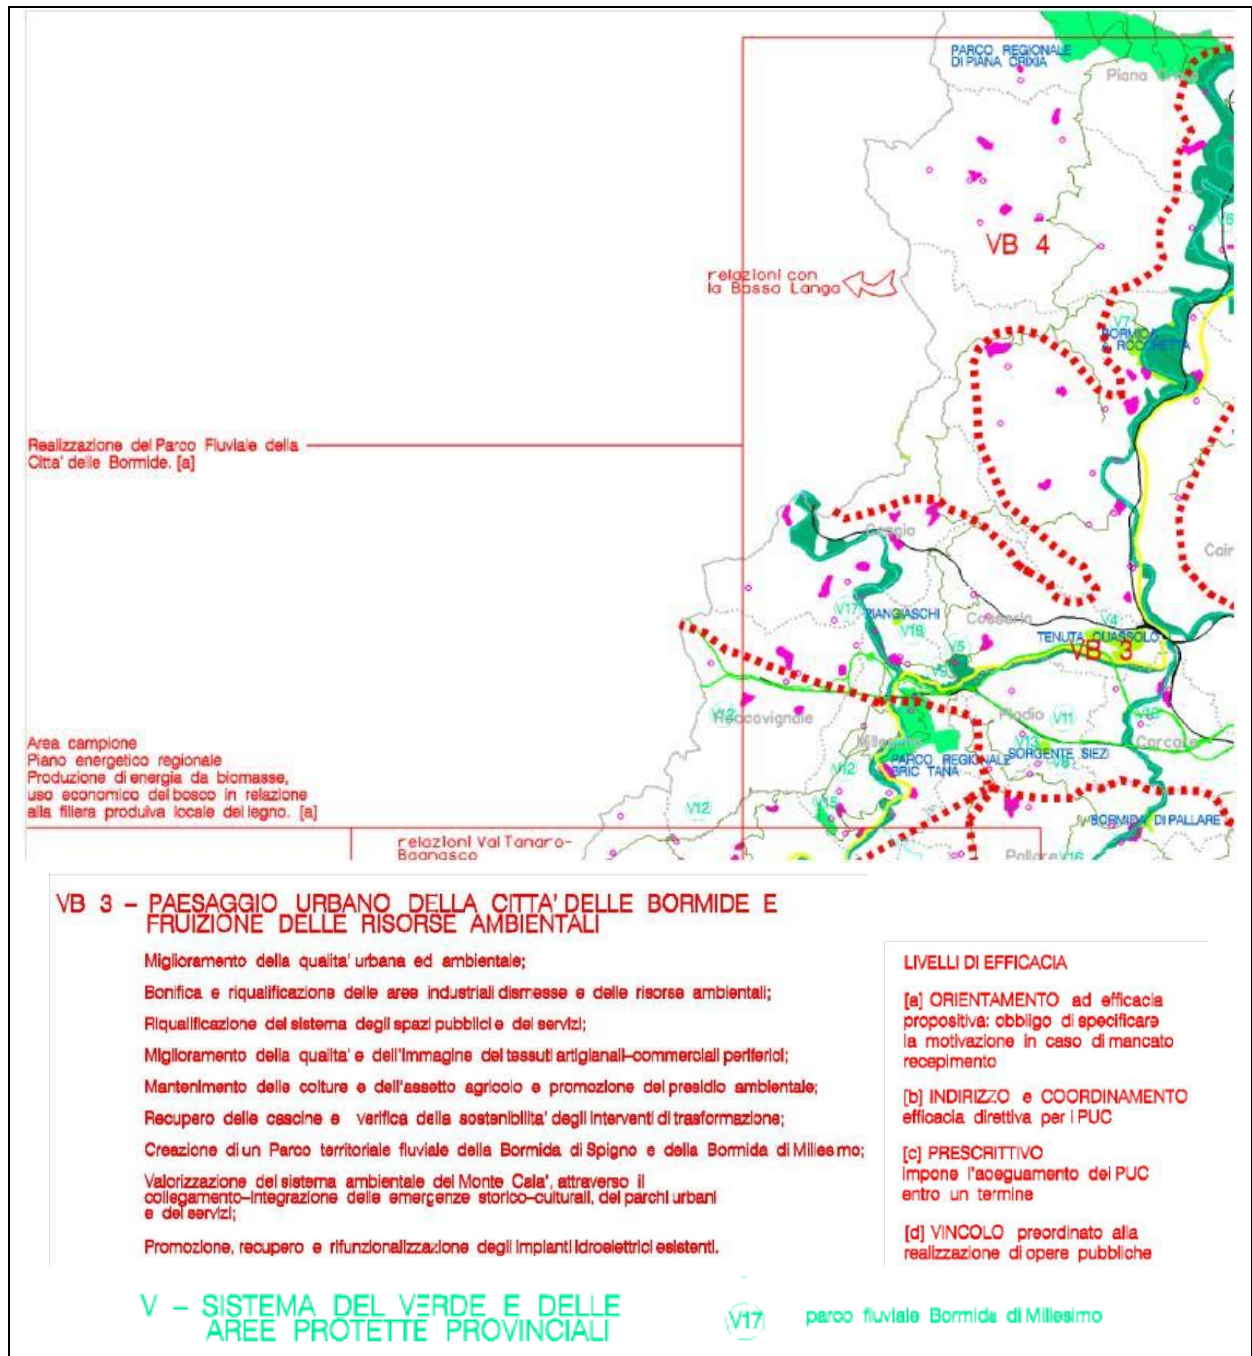 PARCO REGIONALE
DI PIANA CRIXIA
Piana
VB 4
relazioni con
la Bassa Langa
V7
BORMIDA
A ROCCHETTA
Realizzazione del Parco Fluviale della
Citta' delle Bormide. [a]
Cengio
Cair
V17
PIANGIASCHI
V19
Cosseria
V4
TENUTA QUASSOLO
VB 3
V5
V12
Roccavignale
Plodio
V11
V13
Carcare
Millesimo
PARCO REGIONALE
BRIC TANA
SORGENTE SIEZI
V12
V12
V15
BORMIDA DI PALLARE
Pallare
V16
Area campione
Piano energetico regionale
Produzione di energia da biomasse,
uso economico del bosco in relazione
alla filiera produiva locale del legno. [a]
relazioni Val Tanaro-
Bagnasco
VB 3 – PAESAGGIO URBANO DELLA CITTA' DELLE BORMIDE E
FRUIZIONE DELLE RISORSE AMBIENTALI
Miglioramento della qualita' urbana ed ambientale;
Bonifica e riqualificazione delle aree industriali dismesse e delle risorse ambientali;
Riqualificazione del sistema degli spazi pubblici e dei servizi;
Miglioramento della qualita' e dell'immagine dei tessuti artigianali–commerciali periferici;
Mantenimento delle colture e dell'assetto agricolo e promozione del presidio ambientale;
Recupero delle cascine e verifica della sostenibilita' degli interventi di trasformazione;
Creazione di un Parco territoriale fluviale della Bormida di Spigno e della Bormida di Millesimo;
Valorizzazione del sistema ambientale del Monte Cala', attraverso il
collegamento–integrazione delle emergenze storico–culturali, dei parchi urbani
e dei servizi;
Promozione, recupero e rifunzionalizzazione degli impianti idroelettrici esistenti.
LIVELLI DI EFFICACIA
[a] ORIENTAMENTO ad efficacia
propositiva: obbligo di specificare
la motivazione in caso di mancato
recepimento
[b] INDIRIZZO e COORDINAMENTO
efficacia direttiva per i PUC
[c] PRESCRITTIVO
impone l'adeguamento dei PUC
entro un termine
[d] VINCOLO preordinato alla
realizzazione di opere pubbliche
V – SISTEMA DEL VERDE E DELLE
AREE PROTETTE PROVINCIALI
V17
parco fluviale Bormida di Millesimo